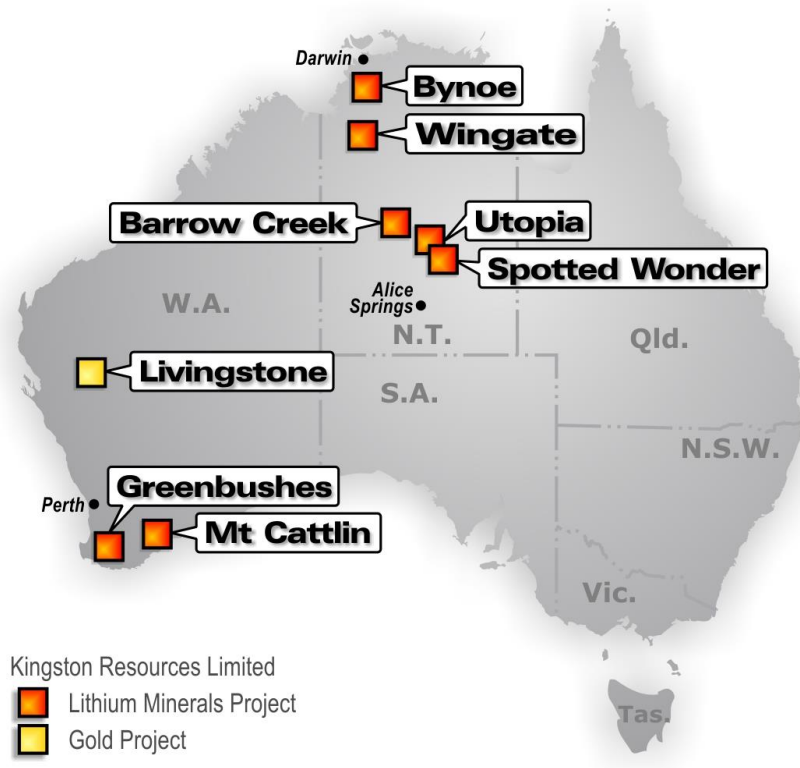 Darwin
Bynoe
Wingate
Barrow Creek
Utopia
Spotted Wonder
Alice
Springs
W.A.
N.T.
Qld.
Livingstone
S.A.
N.S.W.
Greenbushes
Perth
Mt Cattlin
Vic.
Kingston Resources Limited
Lithium Minerals Project
Gold Project
Tas.